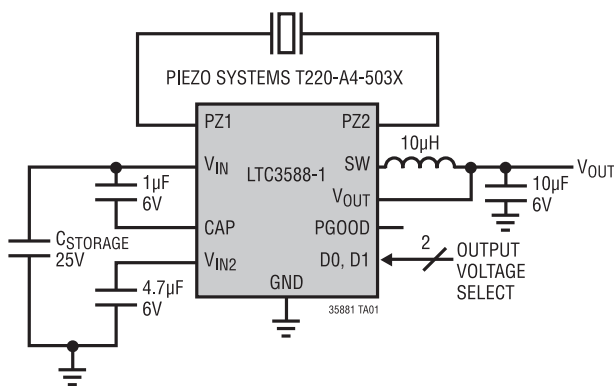 PIEZO SYSTEMS T220-A4-503X
PZ1
PZ2
VIN
LTC3588-1
SW
10µH
VOUT
1µF
6V
VOUT
10µF
6V
CAP
PGOOD
CSTORAGE
25V
VIN2
D0, D1
2
OUTPUT
VOLTAGE
SELECT
4.7µF
6V
GND
35881 TA01